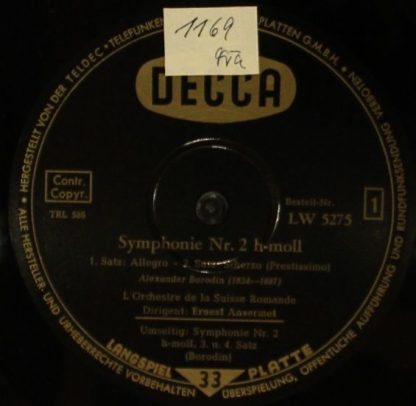 1169
DECCA
HERGESTELLT VON DER TELDEC "TELEFUNKEN
PLATTEN G.M.B.H.
Contr.
Copyr.
TRL 586
Bestell-Nr.
LW 5275
1
Symphonie Nr. 2 h-moll
1. Satz: Allegro - 2. Satz: Scherzo (Prestissimo)
Alexander Borodin (1834-1887)
L'Orchestre de la Suisse Romande
Dirigent: Ernest Ansermet
Umseitig: Symphonie Nr. 2
h-moll, 3. u. 4. Satz
(Borodin)
LANGSPIEL 33 PLATTE
ALLE HERSTELLER- UND URHEBERRECHTE VORBEHALTEN
ÜBERSPIELUNG, ÖFFENTLICHE AUFFÜHRUNG UND RUNDFUNKSENDUNG VERBOTEN